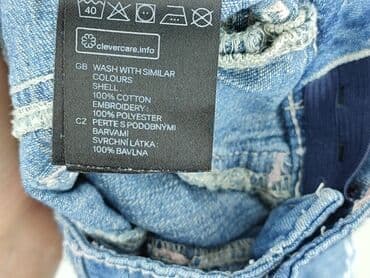 40
clevercare.info
GB WASH WITH SIMILAR
COLOURS
SHELL:
100% COTTON
EMBROIDERY:
100% POLYESTER
CZ PERTE S PODOBNÝMI
BARVAMI
SVRCHNÍ LÁTKA:
100% BAVLNA